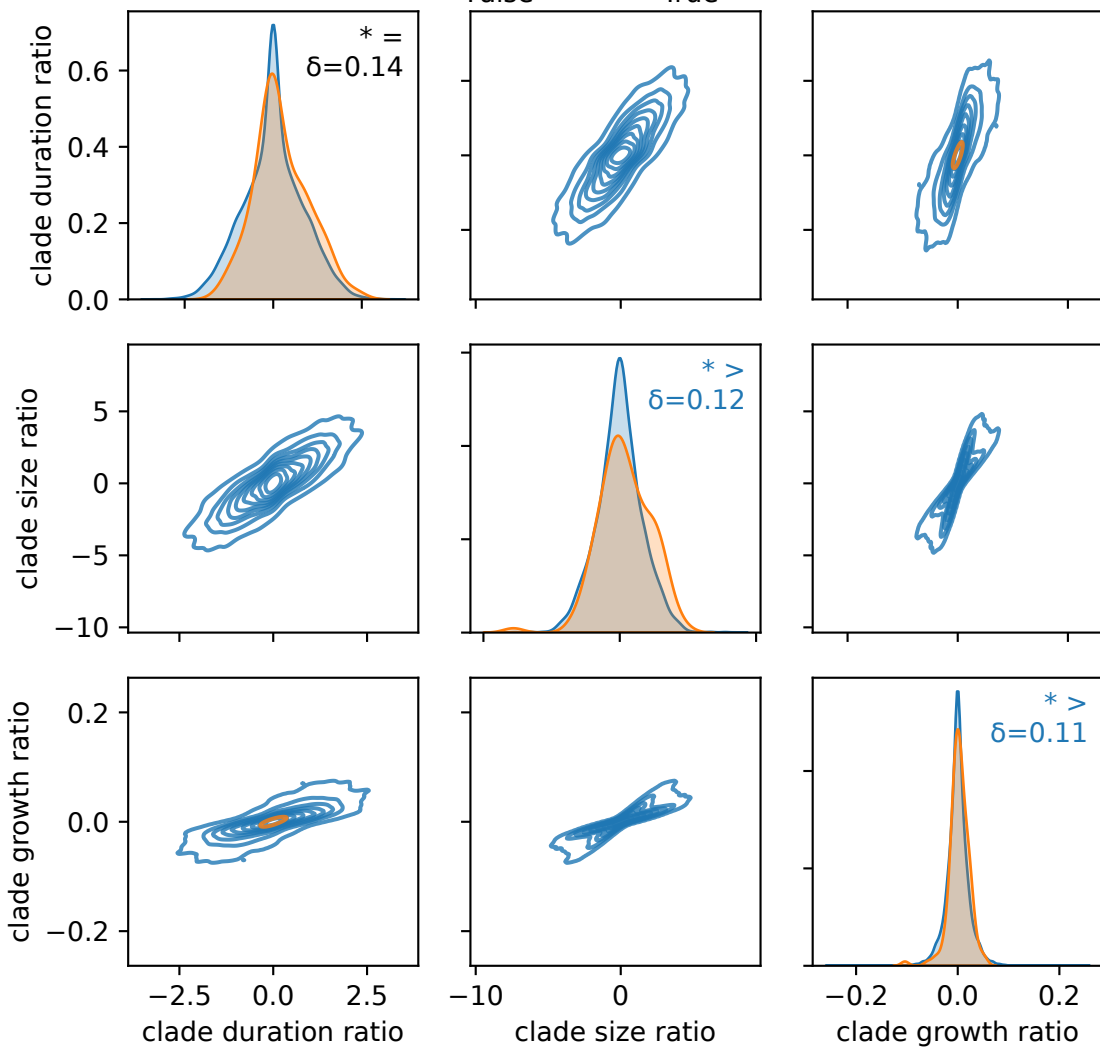 False True
clade duration ratio
0.6
0.4
0.2
0.0
* =
δ=0.14
clade size ratio
5
0
−5
−10
* >
δ=0.12
clade growth ratio
0.2
0.0
−0.2
* >
δ=0.11
−2.5 0.0 2.5
−10 0
−0.2 0.0 0.2
clade duration ratio
clade size ratio
clade growth ratio